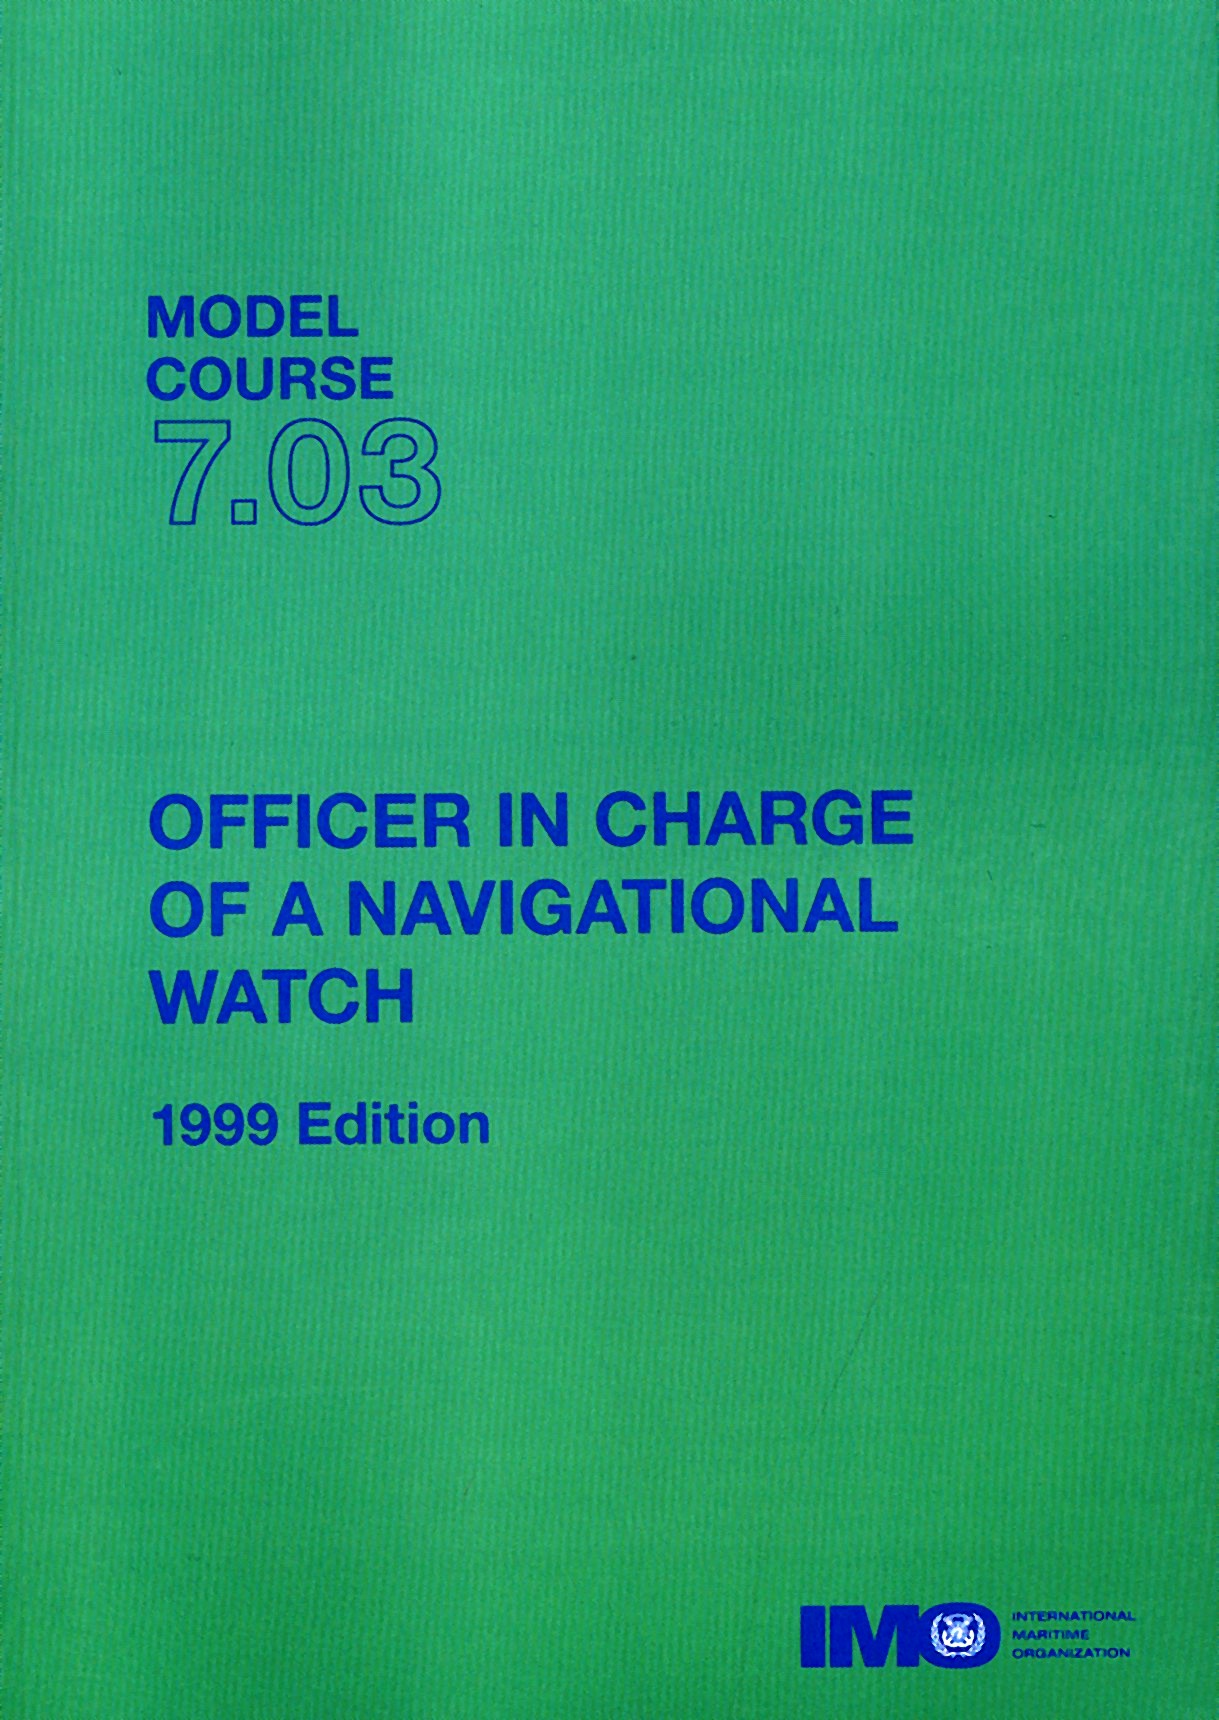 MODEL
COURSE
7.03
OFFICER IN CHARGE
OF A NAVIGATIONAL
WATCH
1999 Edition
IMO
INTERNATIONAL
MARITIME
ORGANIZATION